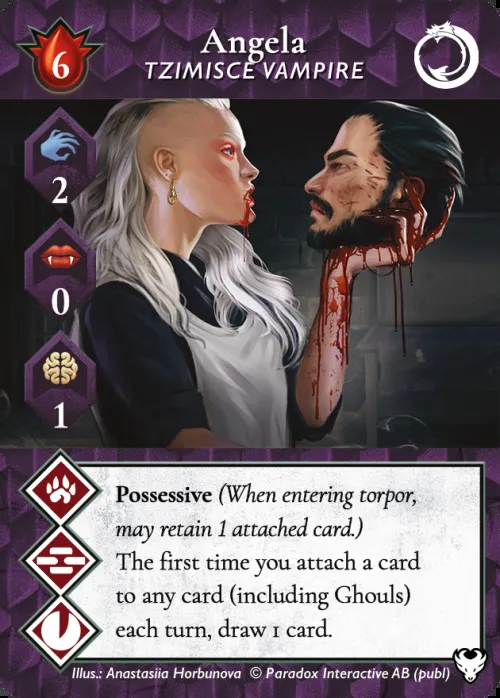 6
Angela
TZIMISCE VAMPIRE
2
0
1
Possessive (When entering torpor,
may retain 1 attached card.)
The first time you attach a card
to any card (including Ghouls)
each turn, draw 1 card.
Illus.: Anastasiia Horbunova © Paradox Interactive AB (publ)